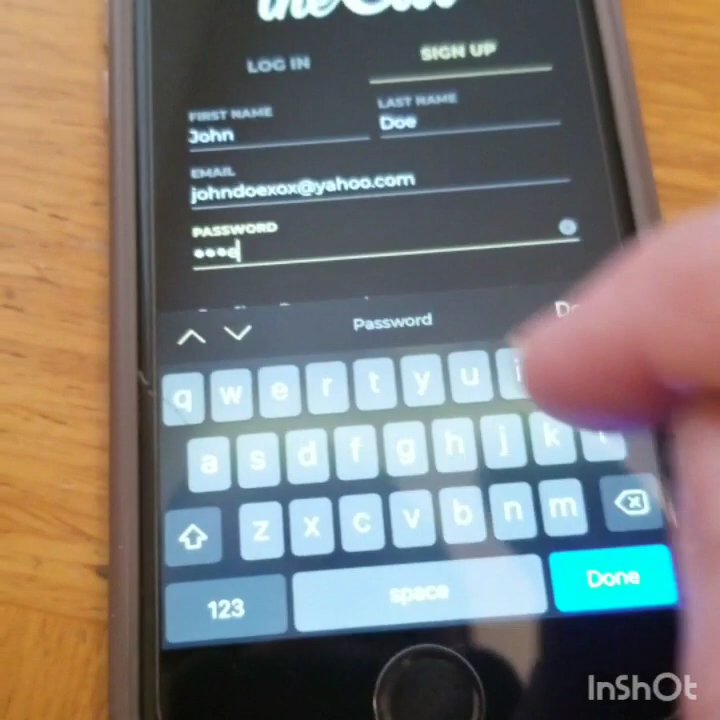 the
LOG IN SIGN UP
FIRST NAME LAST NAME
John Doe
EMAIL
johndoexox@yahoo.com
PASSWORD
•••e
Password
q w e r t y u i
a s d f g h j k l
z x c v b n m
123 space Done
InShOt